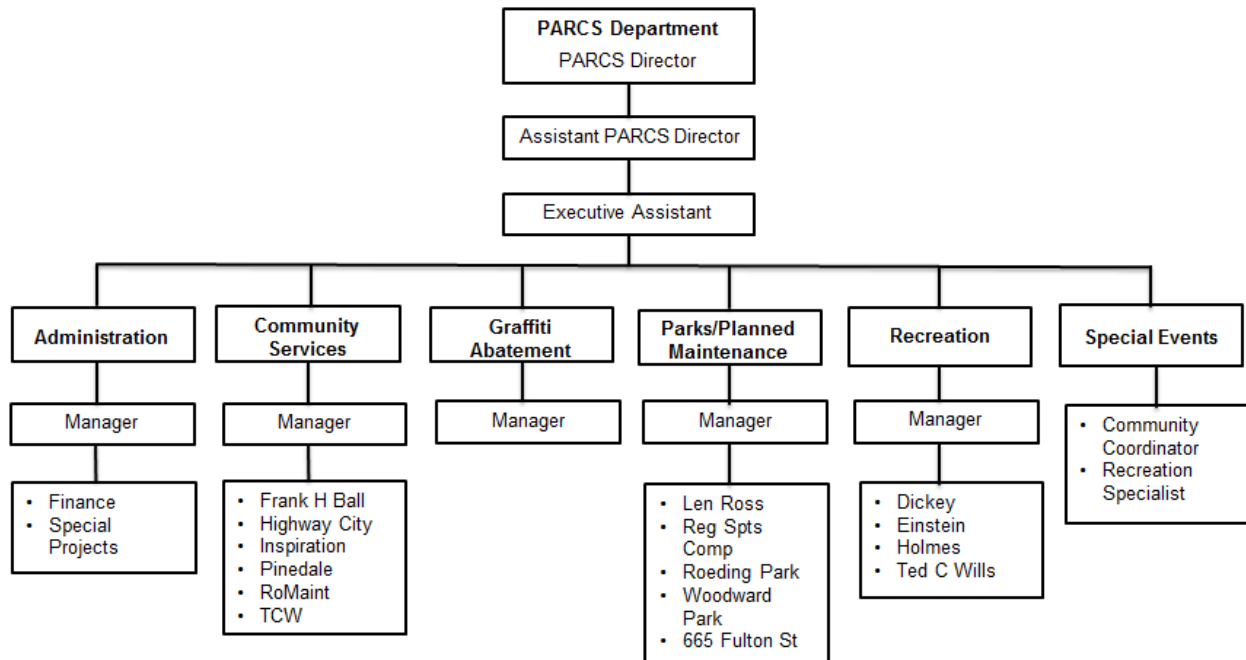 PARCS Department
PARCS Director
Assistant PARCS Director
Executive Assistant
Administration
Community
Services
Graffiti
Abatement
Parks/Planned
Maintenance
Recreation
Special Events
Manager
Manager
Manager
Manager
Manager
• Finance
• Special
Projects
• Frank H Ball
• Highway City
• Inspiration
• Pinedale
• RoMaint
• TCW
• Len Ross
• Reg Spts
Comp
• Roeding Park
• Woodward
Park
• 665 Fulton St
• Dickey
• Einstein
• Holmes
• Ted C Wills
• Community
Coordinator
• Recreation
Specialist